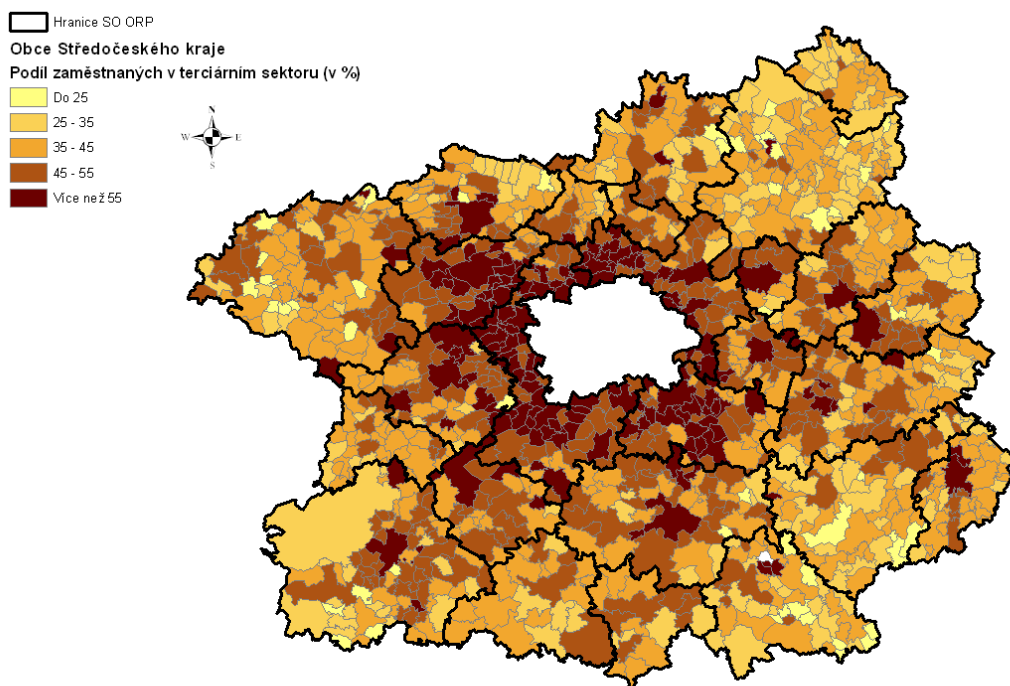 Hranice SO ORP
Obce Středočeského kraje
Podíl zaměstnaných v terciárním sektoru (v %)
Do 25
25 - 35
35 - 45
45 - 55
Více než 55
N
W E
S